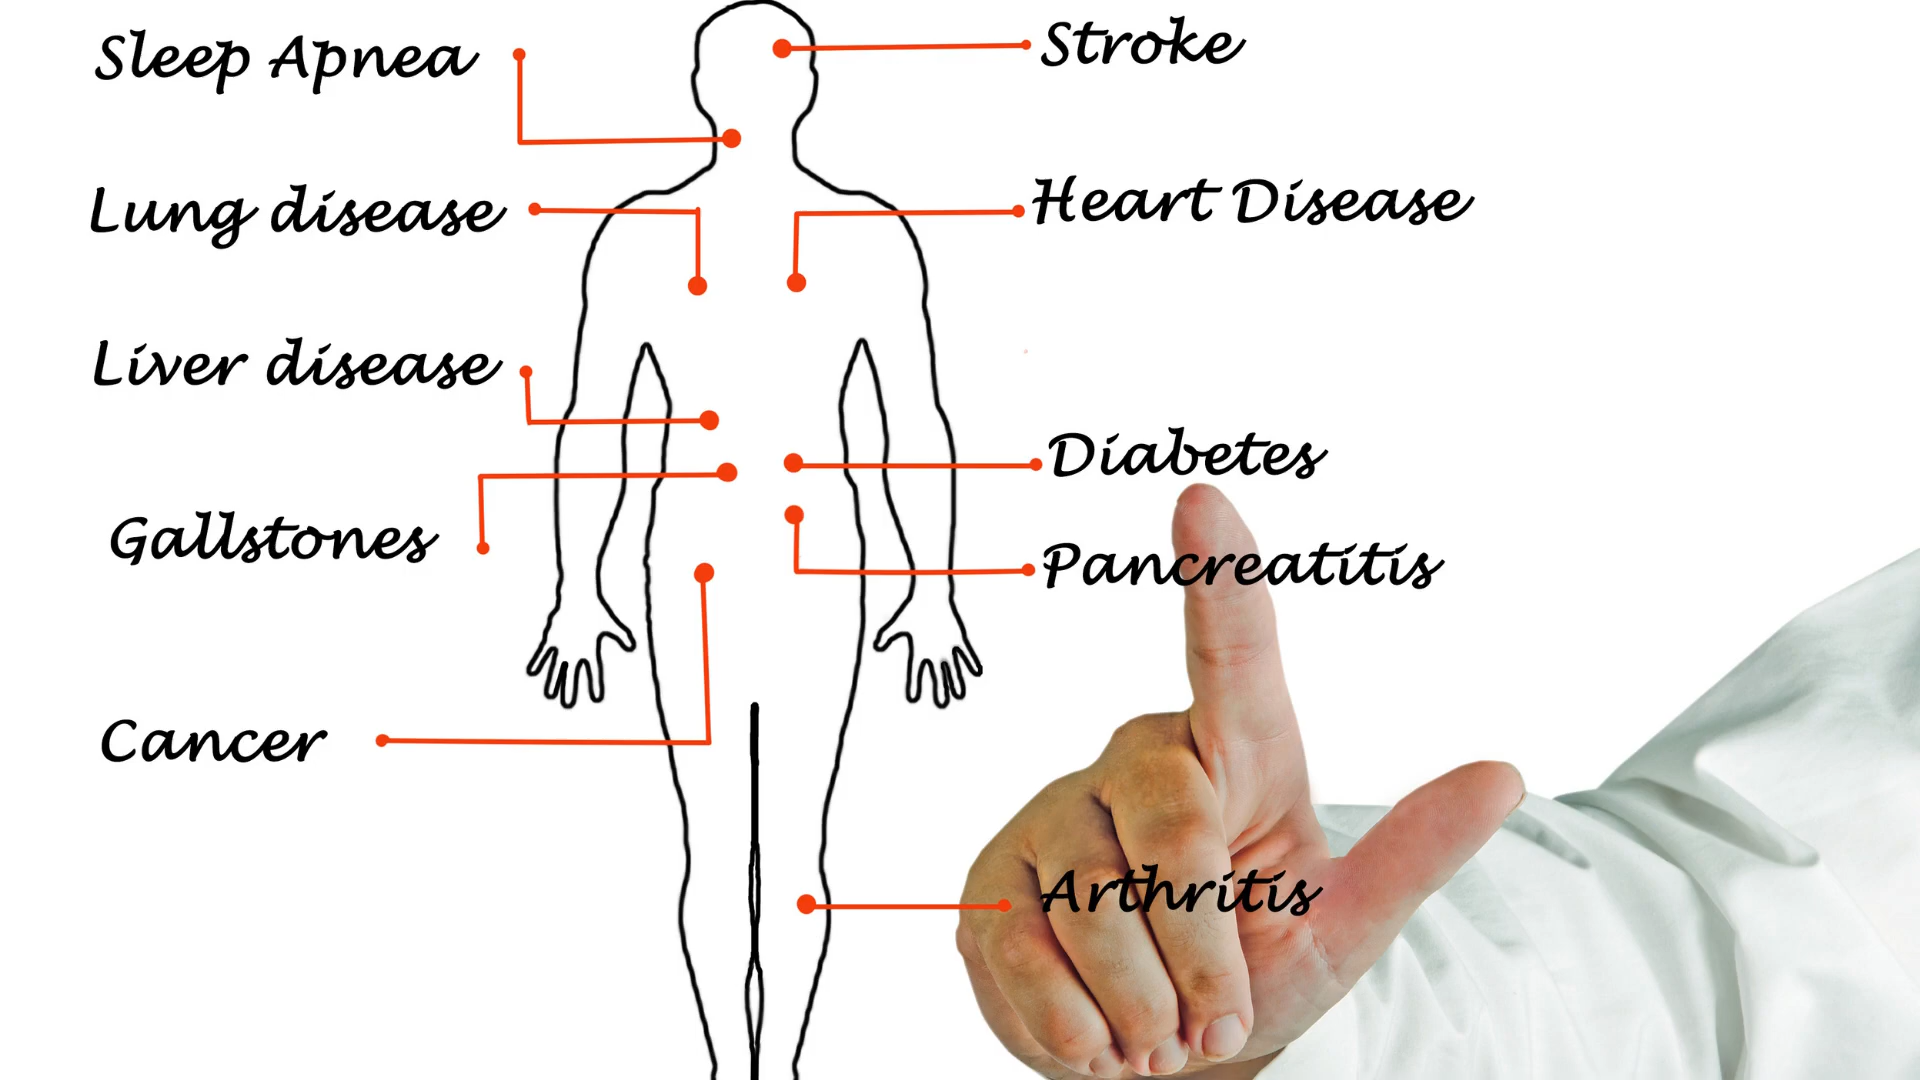 Sleep Apnea
Stroke
Lung disease
Heart Disease
Liver disease
Diabetes
Gallstones
Pancreatitis
Cancer
Arthritis